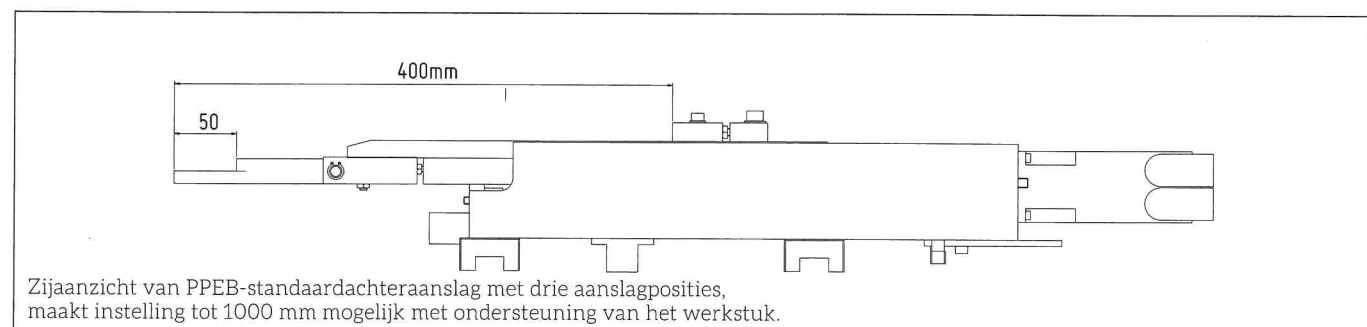 400mm
50
Zijaanzicht van PPEB-standaardachteraanslag met drie aanslagposities,
maakt instelling tot 1000 mm mogelijk met ondersteuning van het werkstuk.